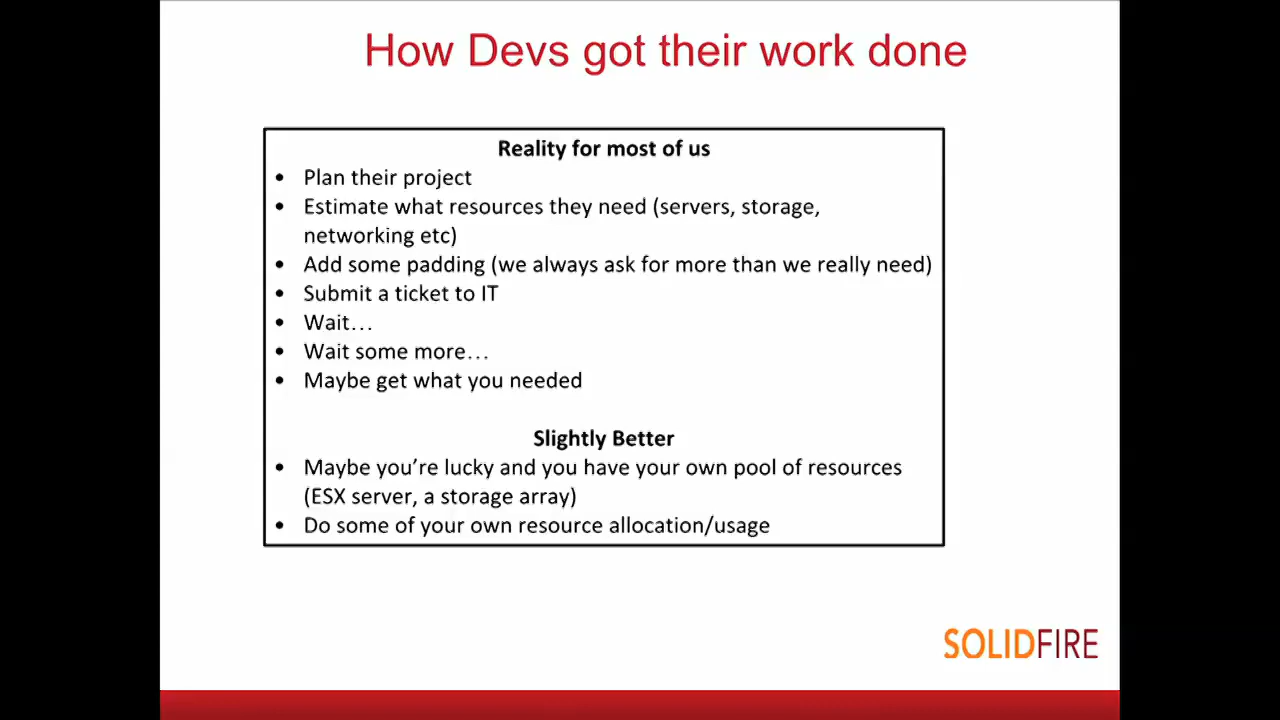 How Devs got their work done
Reality for most of us
• Plan their project
• Estimate what resources they need (servers, storage,
networking etc)
• Add some padding (we always ask for more than we really need)
• Submit a ticket to IT
• Wait…
• Wait some more…
• Maybe get what you needed
Slightly Better
• Maybe you’re lucky and you have your own pool of resources
(ESX server, a storage array)
• Do some of your own resource allocation/usage
SOLIDFIRE